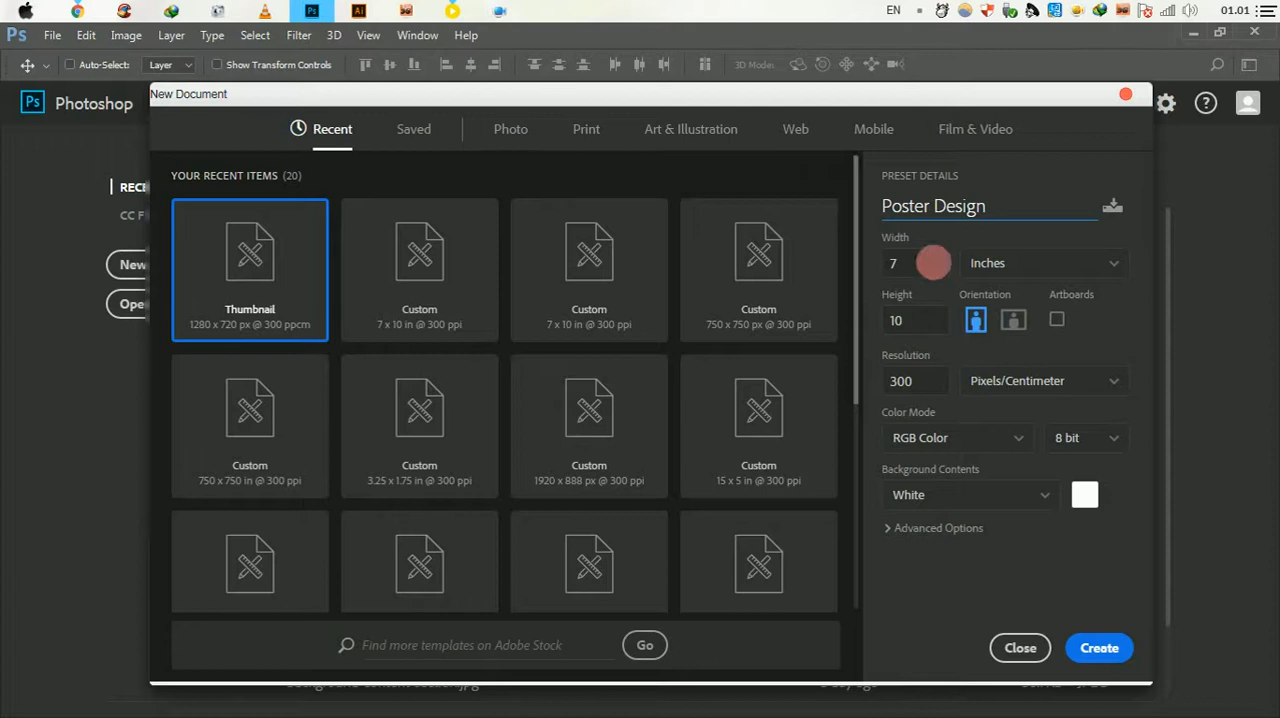 EN
01.01
Ps File Edit Image Layer Type Select Filter 3D View Window Help
Auto-Select: Layer Show Transform Controls 3D Mode:
New Document
Ps Photoshop
Recent Saved Photo Print Art & Illustration Web Mobile Film & Video
RECE
CC F
New
Ope
YOUR RECENT ITEMS (20)
Thumbnail
1280 x 720 px @ 300 ppcm
Custom
7 x 10 in @ 300 ppi
Custom
7 x 10 in @ 300 ppi
Custom
750 x 750 px @ 300 ppi
Custom
750 x 750 in @ 300 ppi
Custom
3.25 x 1.75 in @ 300 ppi
Custom
1920 x 888 px @ 300 ppi
Custom
15 x 5 in @ 300 ppi
Find more templates on Adobe Stock
Go
PRESET DETAILS
Poster Design
Width
7 Inches
Height Orientation Artboards
10
Resolution
300 Pixels/Centimeter
Color Mode
RGB Color 8 bit
Background Contents
White
Advanced Options
Close Create